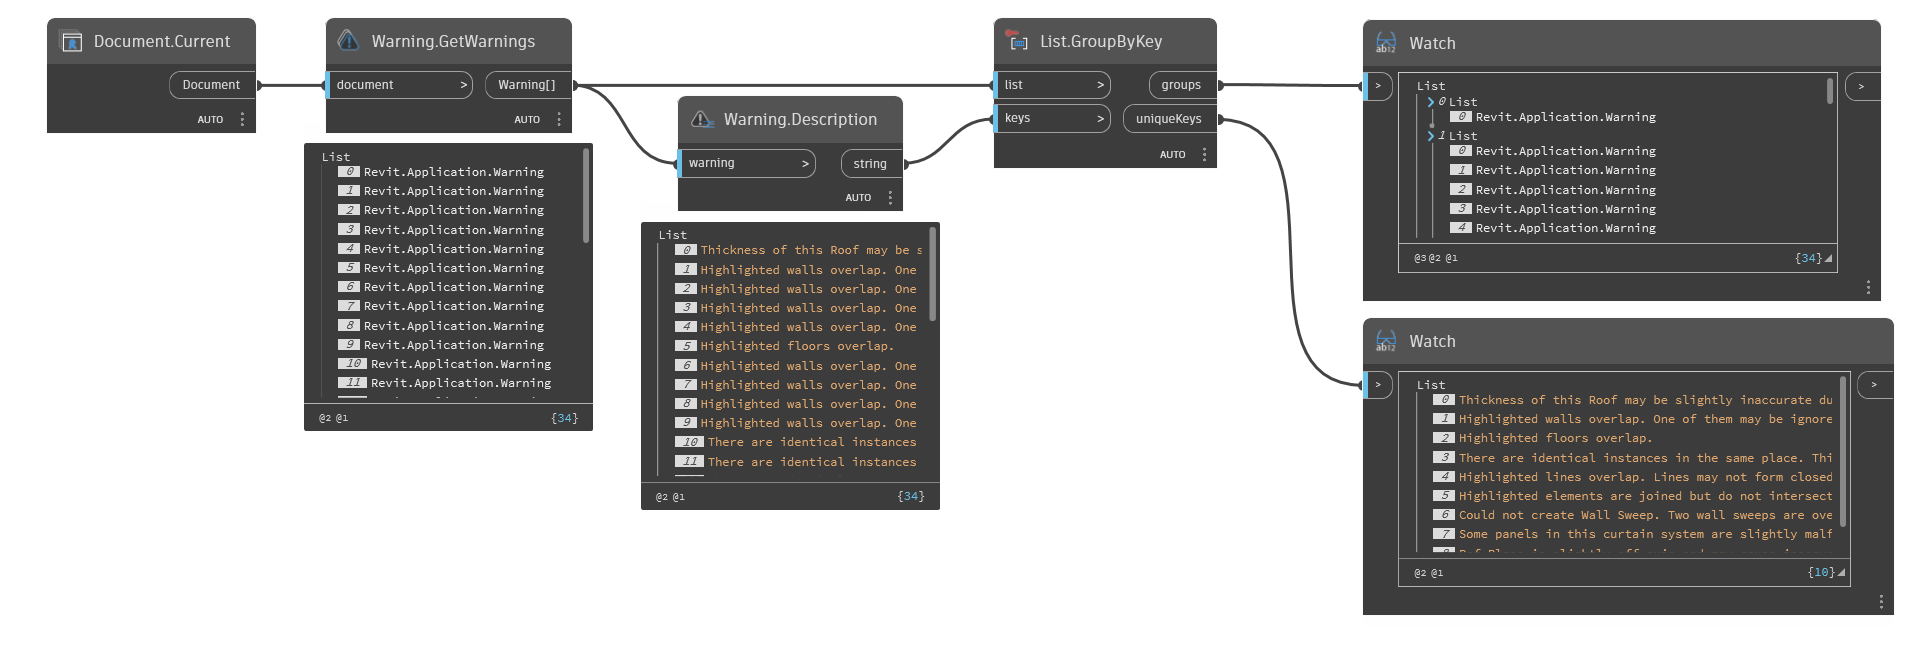 Document.Current
Document
AUTO
Warning.GetWarnings
document >
Warning[]
AUTO
List
0 Revit.Application.Warning
1 Revit.Application.Warning
2 Revit.Application.Warning
3 Revit.Application.Warning
4 Revit.Application.Warning
5 Revit.Application.Warning
6 Revit.Application.Warning
7 Revit.Application.Warning
8 Revit.Application.Warning
9 Revit.Application.Warning
10 Revit.Application.Warning
11 Revit.Application.Warning
@2 @1 {34}
Warning.Description
warning >
string
AUTO
List
0 Thickness of this Roof may be s
1 Highlighted walls overlap. One
2 Highlighted walls overlap. One
3 Highlighted walls overlap. One
4 Highlighted walls overlap. One
5 Highlighted floors overlap.
6 Highlighted walls overlap. One
7 Highlighted walls overlap. One
8 Highlighted walls overlap. One
9 Highlighted walls overlap. One
10 There are identical instances
11 There are identical instances
@2 @1 {34}
List.GroupByKey
list > groups
keys > uniqueKeys
AUTO
ab12 Watch
> >
List
0 List
0 Revit.Application.Warning
1 List
0 Revit.Application.Warning
1 Revit.Application.Warning
2 Revit.Application.Warning
3 Revit.Application.Warning
4 Revit.Application.Warning
@3 @2 @1 {34}
ab12 Watch
> >
List
0 Thickness of this Roof may be slightly inaccurate du
1 Highlighted walls overlap. One of them may be ignore
2 Highlighted floors overlap.
3 There are identical instances in the same place. Thi
4 Highlighted lines overlap. Lines may not form closed
5 Highlighted elements are joined but do not intersect
6 Could not create Wall Sweep. Two wall sweeps are ove
7 Some panels in this curtain system are slightly malf
@2 @1 {10}